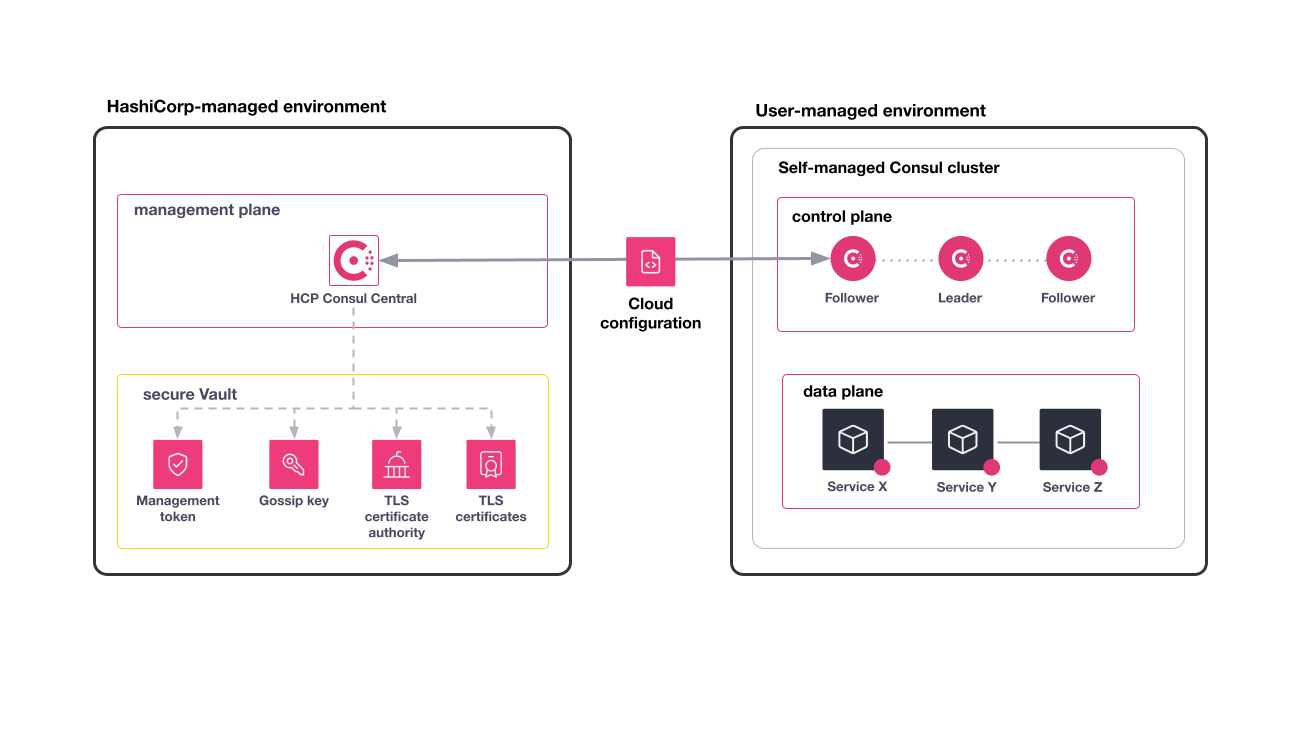 HashiCorp-managed environment
management plane
HCP Consul Central
secure Vault
Management
token
Gossip key
TLS
certificate
authority
TLS
certificates
Cloud
configuration
User-managed environment
Self-managed Consul cluster
control plane
Follower
Leader
Follower
data plane
Service X
Service Y
Service Z